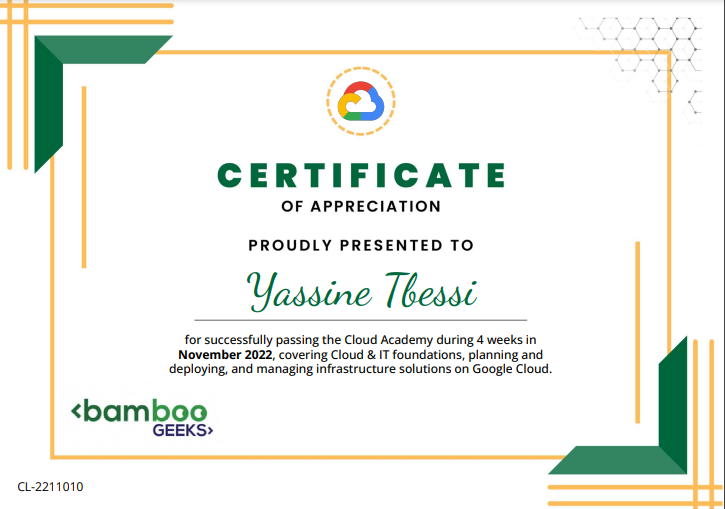 CERTIFICATE
OF APPRECIATION
PROUDLY PRESENTED TO
Yassine Tbessi
for successfully passing the Cloud Academy during 4 weeks in
November 2022, covering Cloud & IT foundations, planning and
deploying, and managing infrastructure solutions on Google Cloud.
<bamboo
GEEKS>
CL-2211010